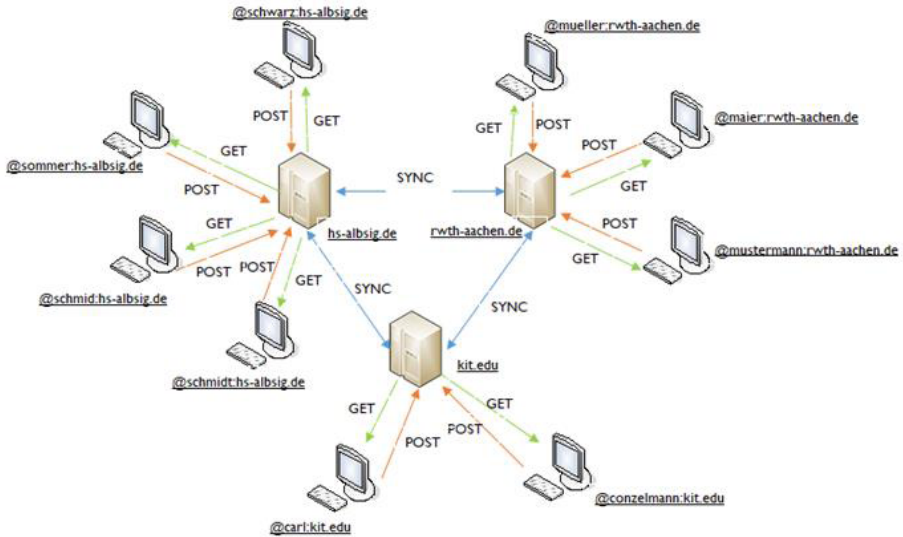 @schwarz:hs-albsig.de
@mueller:rwth-aachen.de
@maier:rwth-aachen.de
POST
GET
GET
POST
POST
GET
@sommer:hs-albsig.de
POST
GET
SYNC
GET
POST
hs-albsig.de
rwth-aachen.de
@mustermann:rwth-aachen.de
GET
POST
POST
GET
@schmid:hs-albsig.de
SYNC
SYNC
kit.edu
@schmidt:hs-albsig.de
GET
GET
POST
POST
@conzelmann:kit.edu
@carl:kit.edu